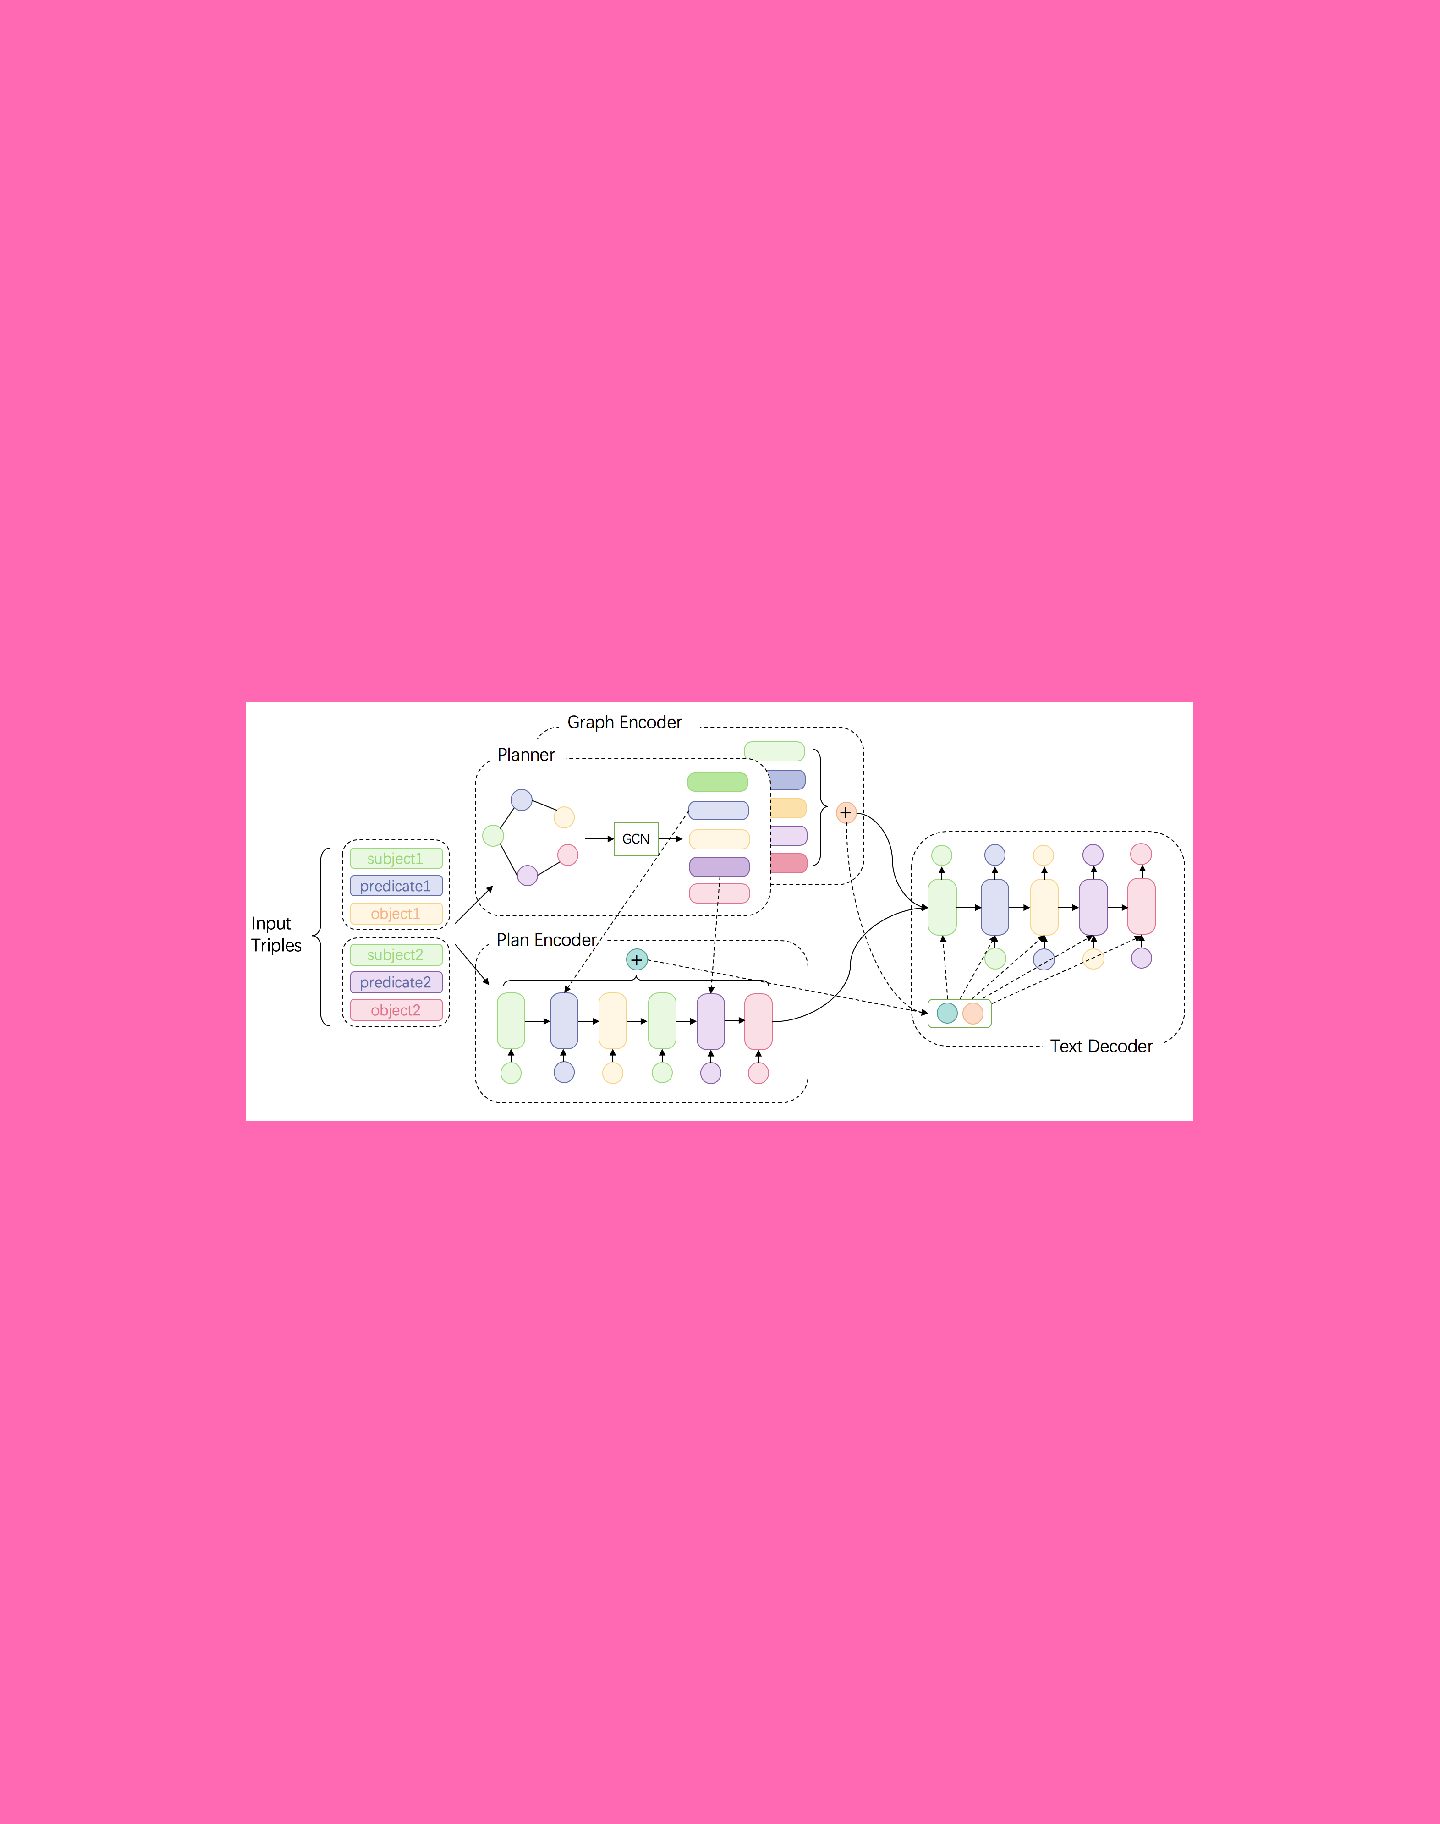 Graph Encoder
Planner
GCN
subject1
predicate1
object1
Input
Triples
subject2
predicate2
object2
Plan Encoder
+
+
Text Decoder